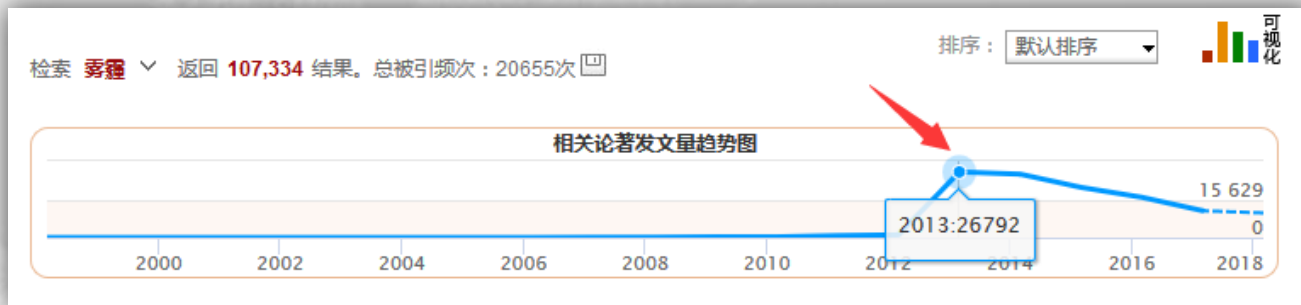 排序：
默认排序
可视化
检索 雾霾 返回 107,334 结果。总被引频次：20655次
相关论著发文量趋势图
15 629
2013:26792
0
2000 2002 2004 2006 2008 2010 2012 2014 2016 2018